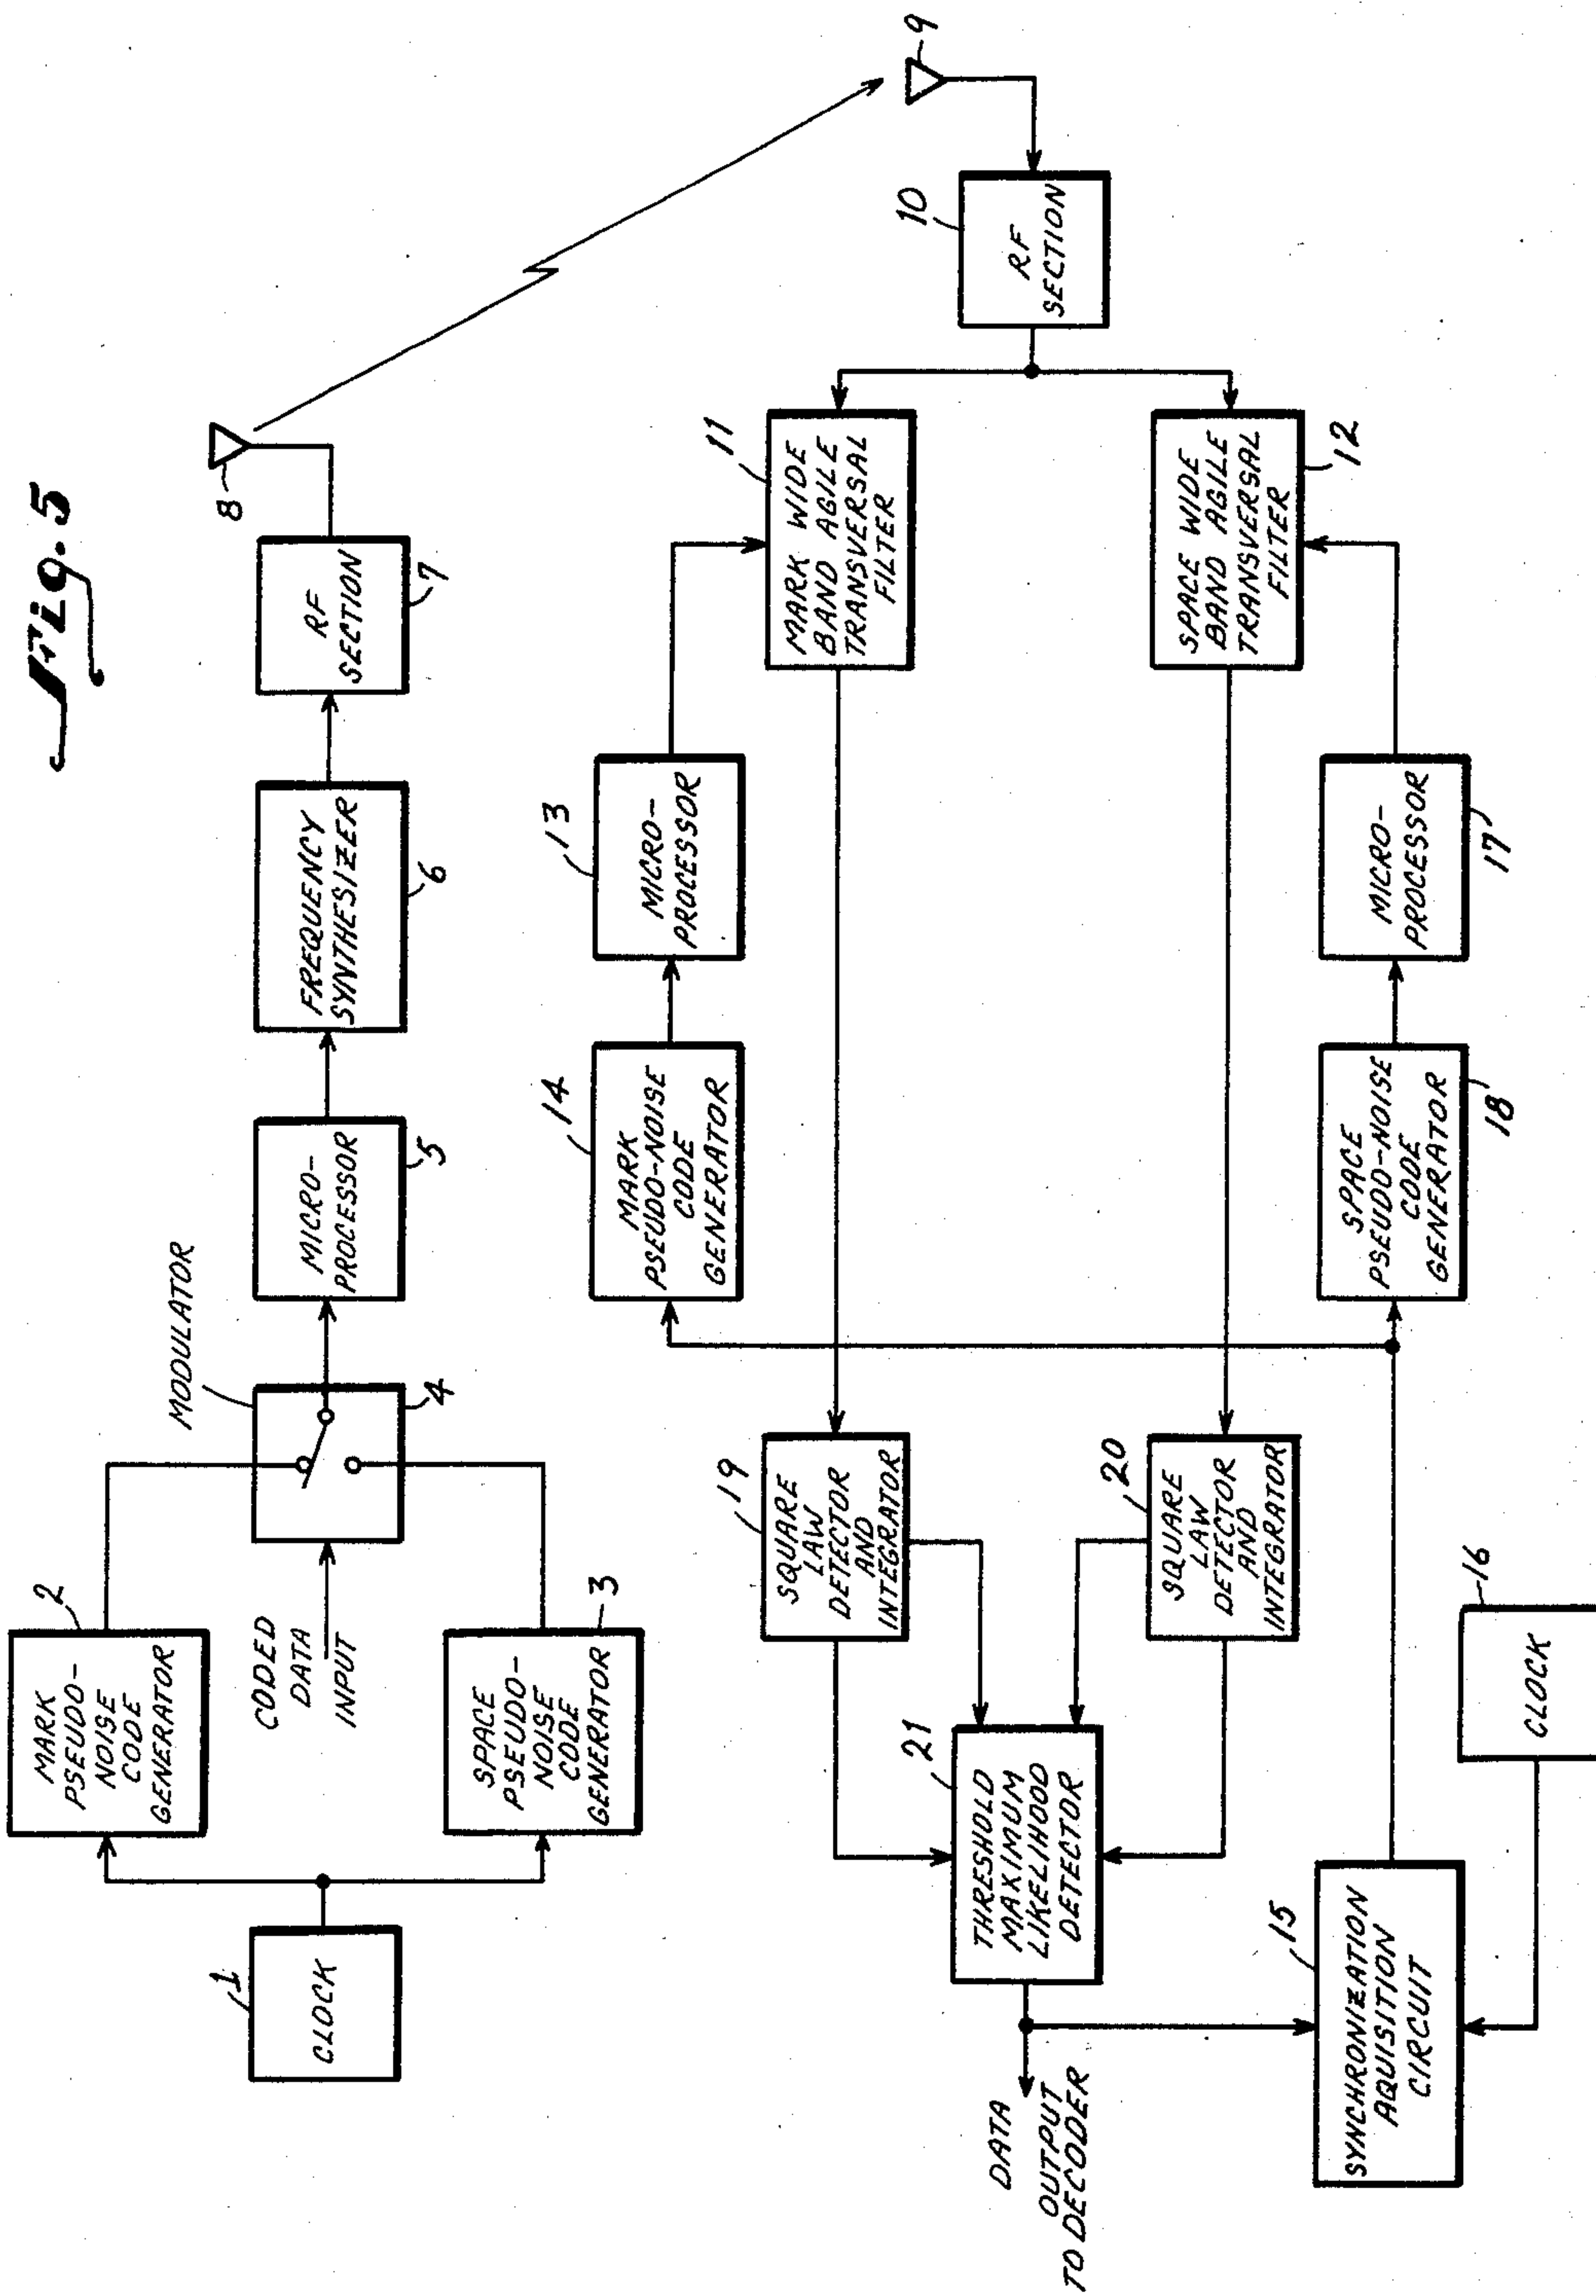 Fig. 5
1
CLOCK
2
MARK
PSEUDO-
NOISE
CODE
GENERATOR
CODED
DATA
INPUT
SPACE
PSEUDO-
NOISE
CODE
GENERATOR
3
MODULATOR
4
MICRO-
PROCESSOR
5
FREQUENCY
SYNTHESIZER
6
RF
SECTION
7
8
9
10
RF
SECTION
11
MARK WIDE
BAND AGILE
TRANSVERSAL
FILTER
SPACE WIDE
BAND AGILE
TRANSVERSAL
FILTER
12
13
MICRO-
PROCESSOR
14
MARK
PSEUDO-NOISE
CODE
GENERATOR
MICRO-
PROCESSOR
17
SPACE
PSEUDO-NOISE
CODE
GENERATOR
18
19
SQUARE
LAW
DETECTOR
AND
INTEGRATOR
20
SQUARE
LAW
DETECTOR
AND
INTEGRATOR
21
THRESHOLD
MAXIMUM
LIKELIHOOD
DETECTOR
DATA
OUTPUT
TO DECODER
15
SYNCHRONIZATION
AQUISITION
CIRCUIT
16
CLOCK